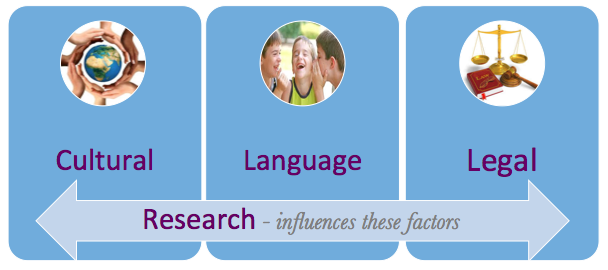 Cultural
Language
Legal
Research - influences these factors